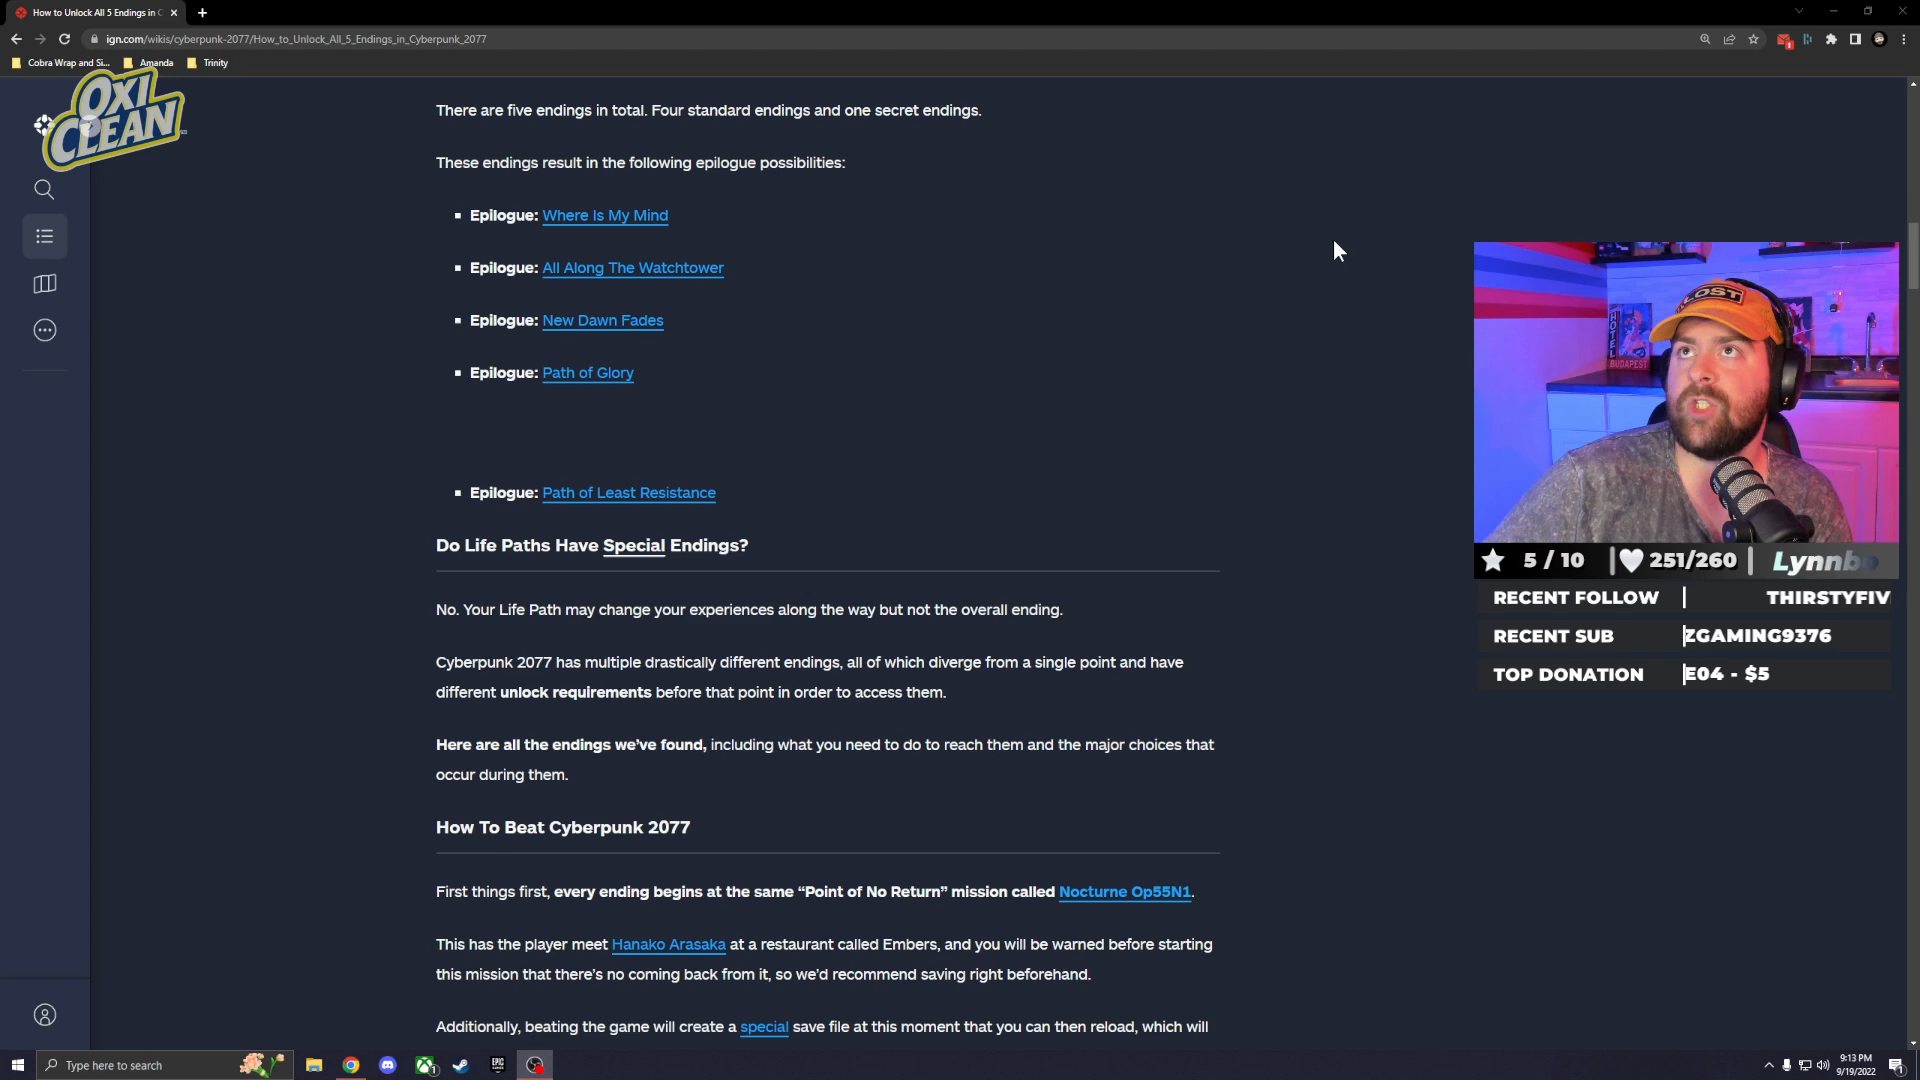 How to Unlock All 5 Endings in C
ign.com/wikis/cyberpunk-2077/How_to_Unlock_All_5_Endings_in_Cyberpunk_2077
Cobra Wrap and Si...
Amanda
Trinity
OXI
CLEAN
There are five endings in total. Four standard endings and one secret endings.
These endings result in the following epilogue possibilities:
Epilogue: Where Is My Mind
Epilogue: All Along The Watchtower
Epilogue: New Dawn Fades
Epilogue: Path of Glory
Epilogue: Path of Least Resistance
Do Life Paths Have Special Endings?
No. Your Life Path may change your experiences along the way but not the overall ending.
Cyberpunk 2077 has multiple drastically different endings, all of which diverge from a single point and have
different unlock requirements before that point in order to access them.
Here are all the endings we've found, including what you need to do to reach them and the major choices that
occur during them.
How To Beat Cyberpunk 2077
First things first, every ending begins at the same “Point of No Return” mission called Nocturne Op55N1.
This has the player meet Hanako Arasaka at a restaurant called Embers, and you will be warned before starting
this mission that there's no coming back from it, so we'd recommend saving right beforehand.
Additionally, beating the game will create a special save file at this moment that you can then reload, which will
LOST
HOTEL
BUDAPEST
5 / 10 | 251/260 | Lynnbo
RECENT FOLLOW | THIRSTYFIV
RECENT SUB | ZGAMING9376
TOP DONATION | E04 - $5
Type here to search
EPIC
GAMES
9:13 PM
9/19/2022